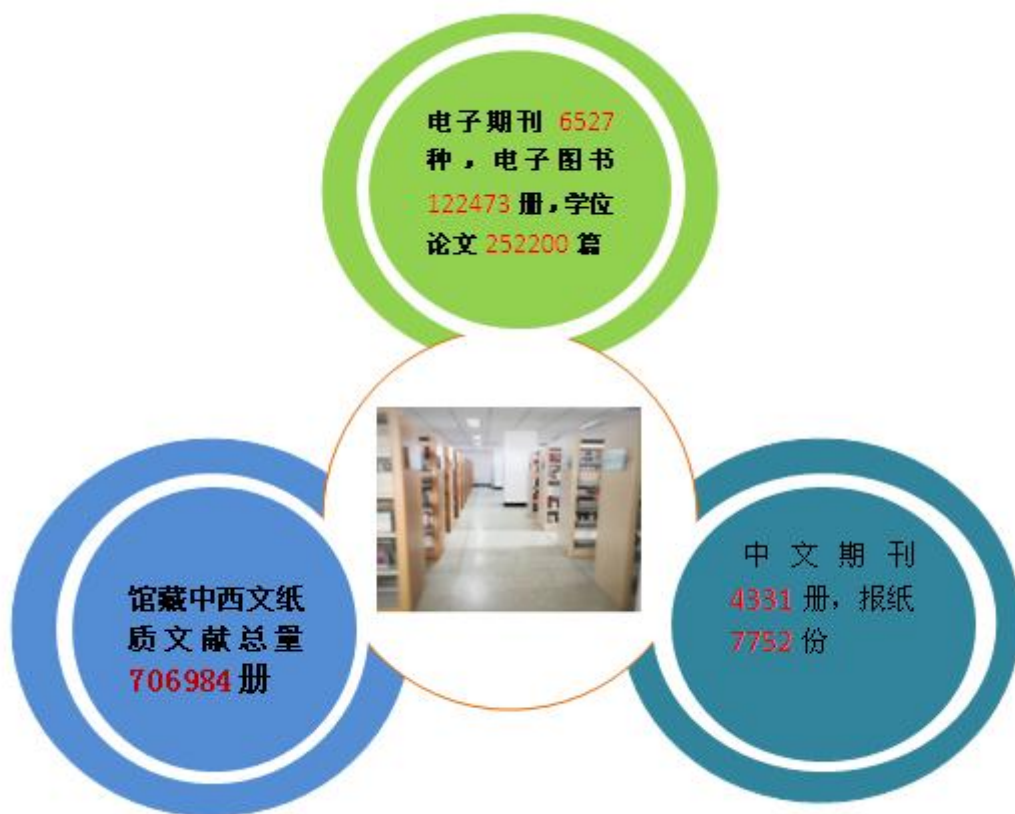 电子期刊 6527
种，电子图书
122473 册，学位
论文 252200 篇
馆藏中西文纸
质文献总量
706984 册
中文期刊
4331 册，报纸
7752 份